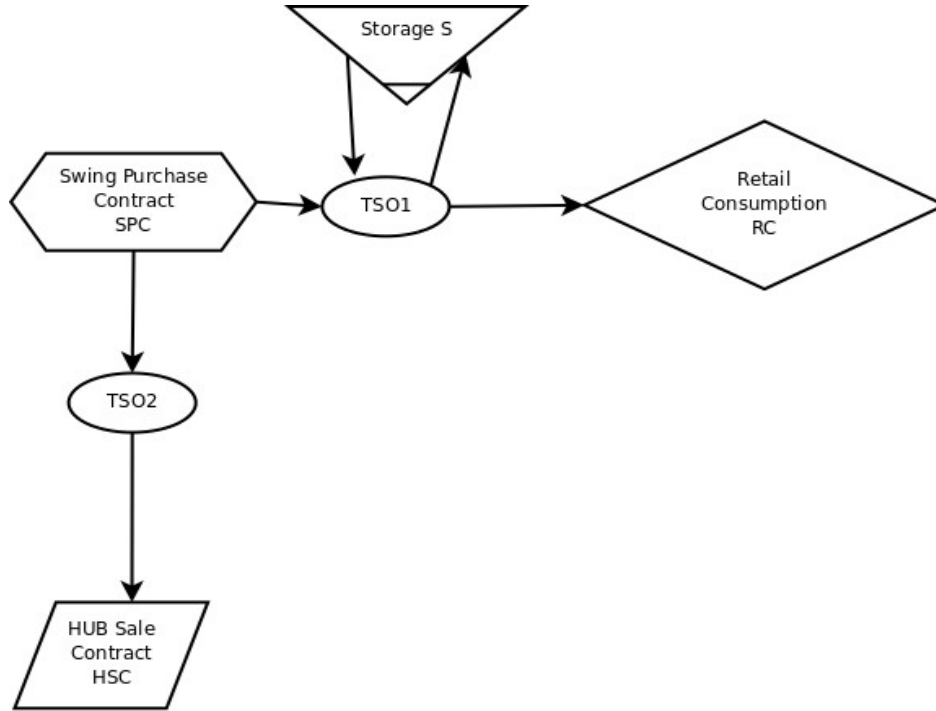 Storage S
Swing Purchase
Contract
SPC
TSO1
Retail
Consumption
RC
TSO2
HUB Sale
Contract
HSC